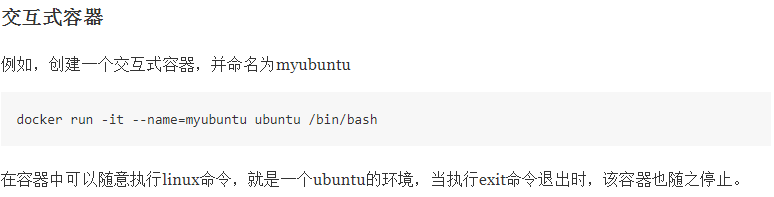 交互式容器
例如，创建一个交互式容器，并命名为myubuntu
docker run -it --name=myubuntu ubuntu /bin/bash
在容器中可以随意执行linux命令，就是一个ubuntu的环境，当执行exit命令退出时，该容器也随之停止。